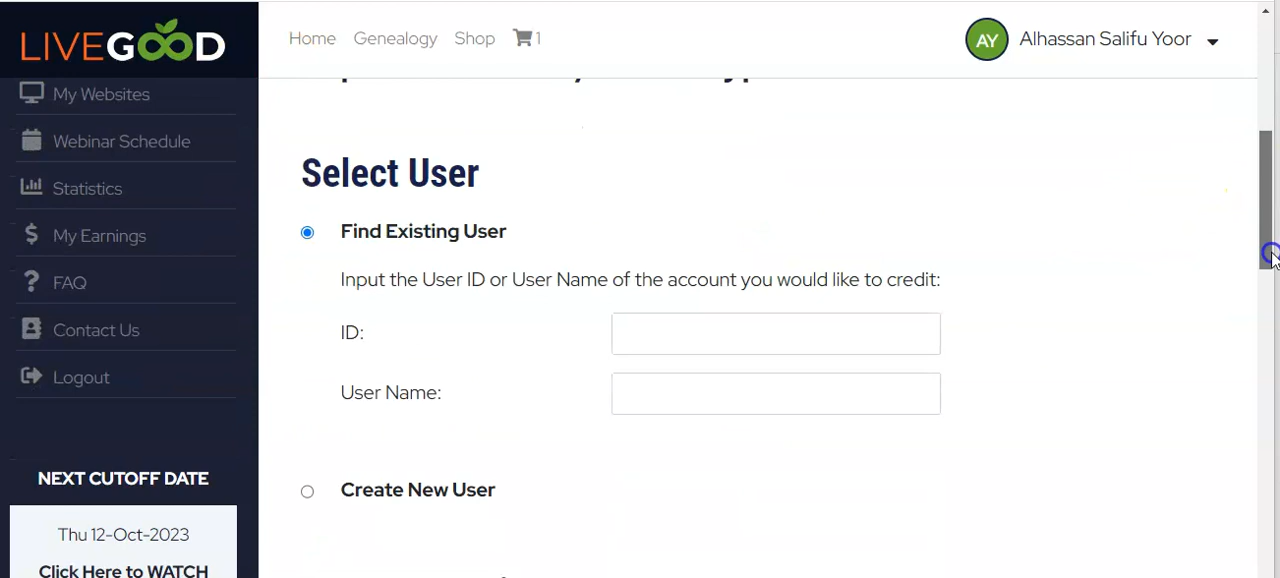 LIVEGOOD
Home Genealogy Shop 1
AY Alhassan Salifu Yoor
My Websites
Webinar Schedule
Statistics
My Earnings
FAQ
Contact Us
Logout
NEXT CUTOFF DATE
Thu 12-Oct-2023
Click Here to WATCH
Select User
Find Existing User
Input the User ID or User Name of the account you would like to credit:
ID:
User Name:
Create New User